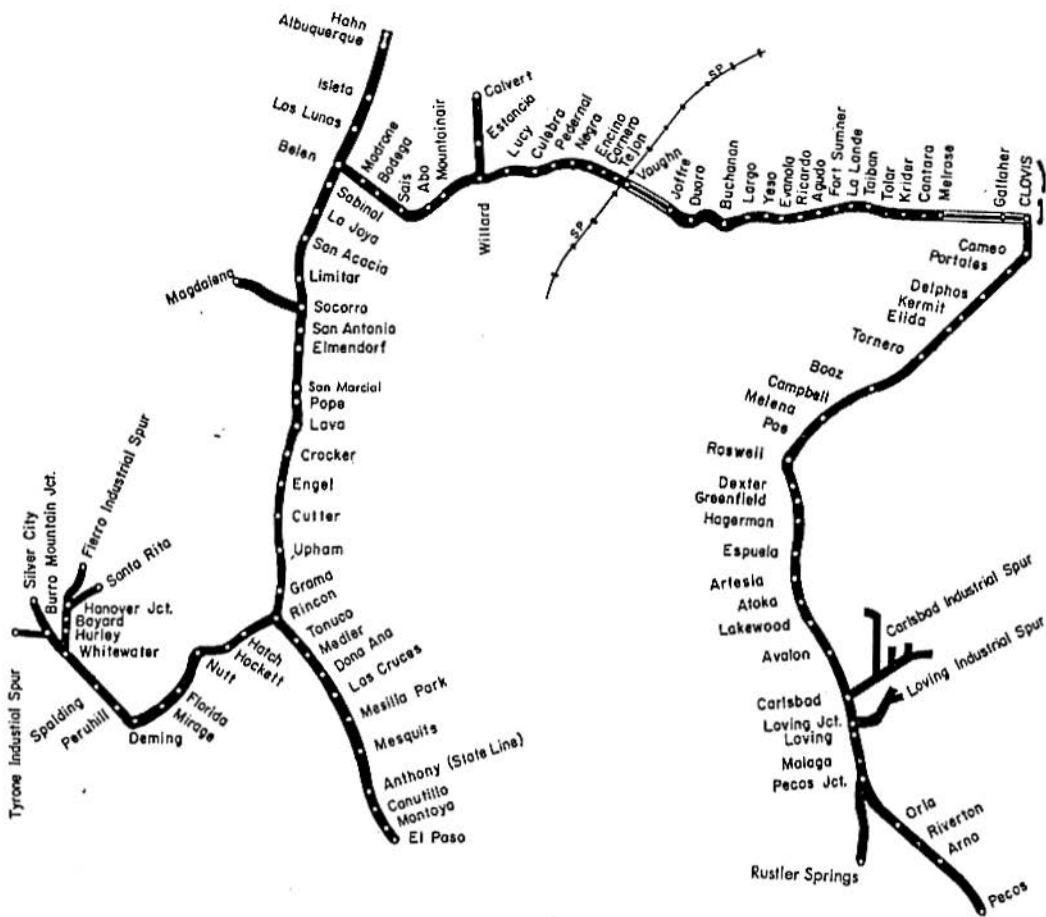 Hahn
Albuquerque
Isleta
Los Lunas
Belen
Madrone
Bodega
Sais
Abo
Mountainair
Willard
Estancia
Calvert
Lucy
Culebra
Pedernal
Negra
Encino
Carnero
Tejon
Vaughn
SP
SP
Joffre
Duoro
Buchanan
Largo
Yeso
Evanola
Ricardo
Agudo
Fort Sumner
La Lande
Taiban
Tolar
Krider
Cantara
Melrose
Gallaher
CLOVIS
Cameo
Portales
Delphos
Kermit
Elida
Tornero
Boaz
Campbell
Melena
Poe
Roswell
Dexter
Greenfield
Hagerman
Espuela
Artesia
Atoka
Lakewood
Avalon
Carlsbad
Carlsbad Industrial Spur
Loving Industrial Spur
Loving Jct.
Loving
Malaga
Pecos Jct.
Rustler Springs
Orla
Riverton
Arno
Pecos
Sabinal
La Joya
San Acacia
Limitar
Magdalena
Socorro
San Antonio
Elmendorf
San Marcial
Pope
Lava
Crocker
Engel
Cutter
Upham
Grama
Rincon
Tonuco
Medler
Dona Ana
Las Cruces
Mesilla Park
Mesquits
Anthony (State Line)
Canutillo
Montoya
El Paso
Hatch
Hockett
Nutt
Florida
Mirage
Deming
Peruhill
Spalding
Whitewater
Hurley
Bayard
Hanover Jct.
Santa Rita
Fierro Industrial Spur
Burro Mountain Jct.
Silver City
Tyrone Industrial Spur